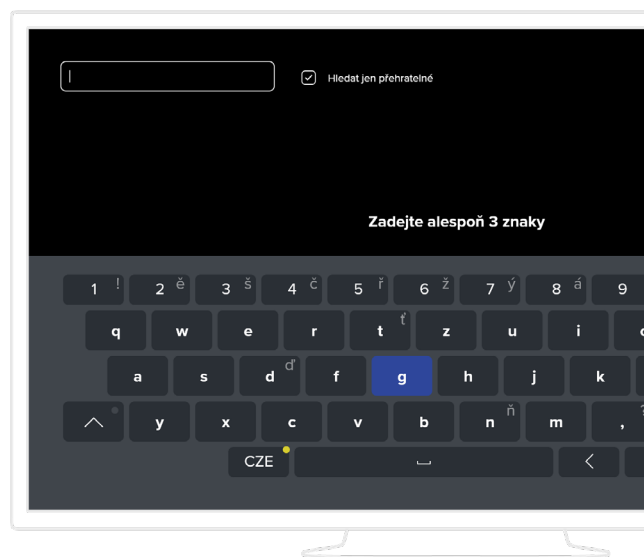 Hledat jen přehratelné
Zadejte alespoň 3 znaky
1 ! 2 ě 3 š 4 č 5 ř 6 ž 7 ý 8 á 9
q w e r t ť z u i
a s d ď f g h j k
y x c v b n ň m ,
CZE